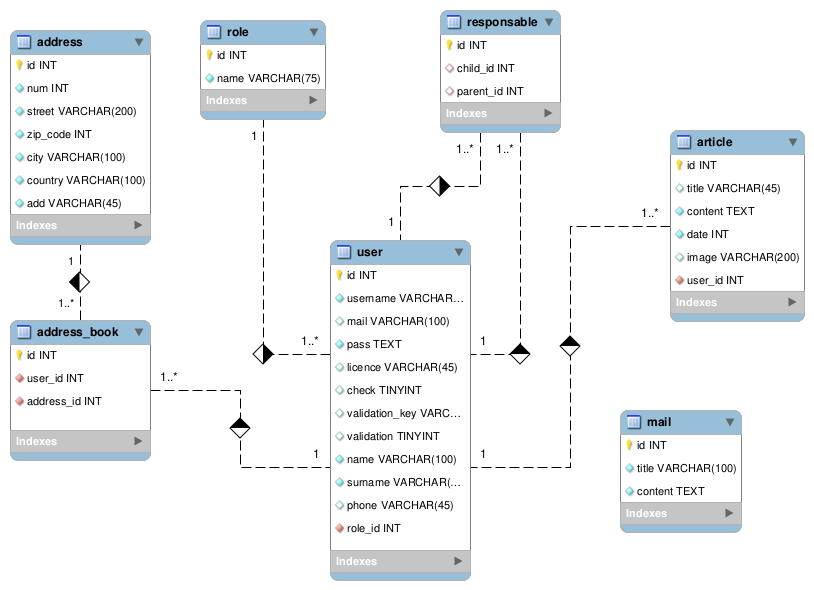 address
id INT
num INT
street VARCHAR(200)
zip_code INT
city VARCHAR(100)
country VARCHAR(100)
add VARCHAR(45)
Indexes
role
id INT
name VARCHAR(75)
Indexes
responsable
id INT
child_id INT
parent_id INT
Indexes
article
id INT
title VARCHAR(45)
content TEXT
date INT
image VARCHAR(200)
user_id INT
Indexes
address_book
id INT
user_id INT
address_id INT
Indexes
user
id INT
username VARCHAR...
mail VARCHAR(100)
pass TEXT
licence VARCHAR(45)
check TINYINT
validation_key VARC...
validation TINYINT
name VARCHAR(100)
surname VARCHAR(...
phone VARCHAR(45)
role_id INT
Indexes
mail
id INT
title VARCHAR(100)
content TEXT
Indexes
1
1..*
1
1..*
1..*
1
1..*
1
1..*
1
1..*
1